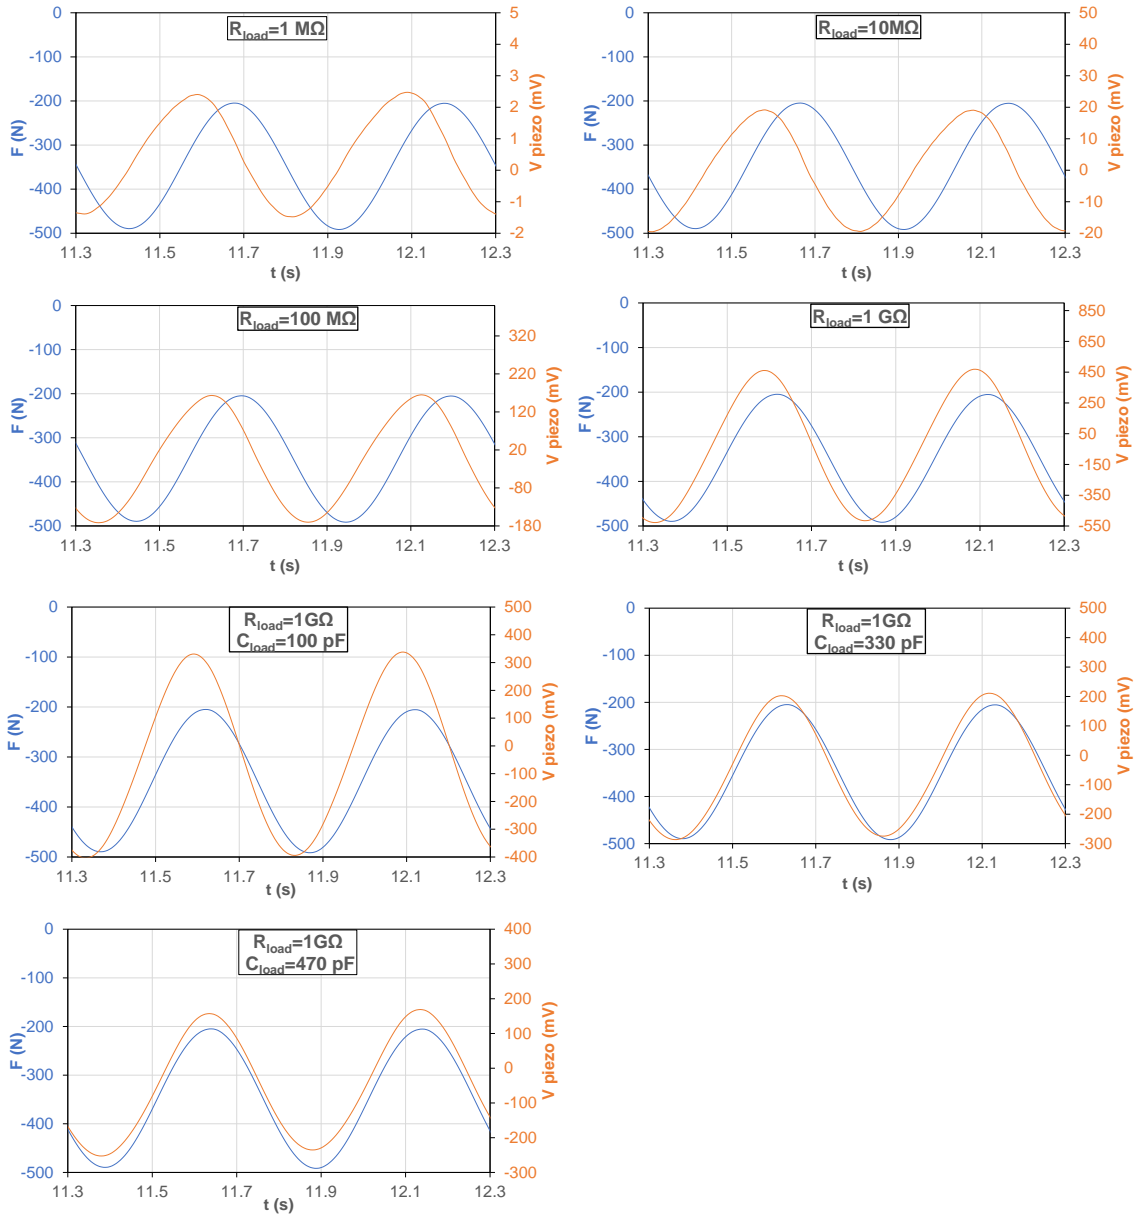 R_load=1 MΩ
F (N)
0
-100
-200
-300
-400
-500
11.3 11.5 11.7 11.9 12.1 12.3
t (s)
5
4
3
2
1
0
-1
-2
V piezo (mV)
R_load=10MΩ
F (N)
0
-100
-200
-300
-400
-500
11.3 11.5 11.7 11.9 12.1 12.3
t (s)
50
40
30
20
10
0
-10
-20
V piezo (mV)
R_load=100 MΩ
F (N)
0
-100
-200
-300
-400
-500
11.3 11.5 11.7 11.9 12.1 12.3
t (s)
320
220
120
20
-80
-180
V piezo (mV)
R_load=1 GΩ
F (N)
0
-100
-200
-300
-400
-500
11.3 11.5 11.7 11.9 12.1 12.3
t (s)
850
650
450
250
50
-150
-350
-550
V piezo (mV)
R_load=1GΩ
C_load=100 pF
F (N)
0
-100
-200
-300
-400
-500
11.3 11.5 11.7 11.9 12.1 12.3
t (s)
500
400
300
200
100
0
-100
-200
-300
-400
V piezo (mV)
R_load=1GΩ
C_load=330 pF
F (N)
0
-100
-200
-300
-400
-500
11.3 11.5 11.7 11.9 12.1 12.3
t (s)
500
400
300
200
100
0
-100
-200
-300
V piezo (mV)
R_load=1GΩ
C_load=470 pF
F (N)
0
-100
-200
-300
-400
-500
11.3 11.5 11.7 11.9 12.1 12.3
t (s)
400
300
200
100
0
-100
-200
-300
V piezo (mV)